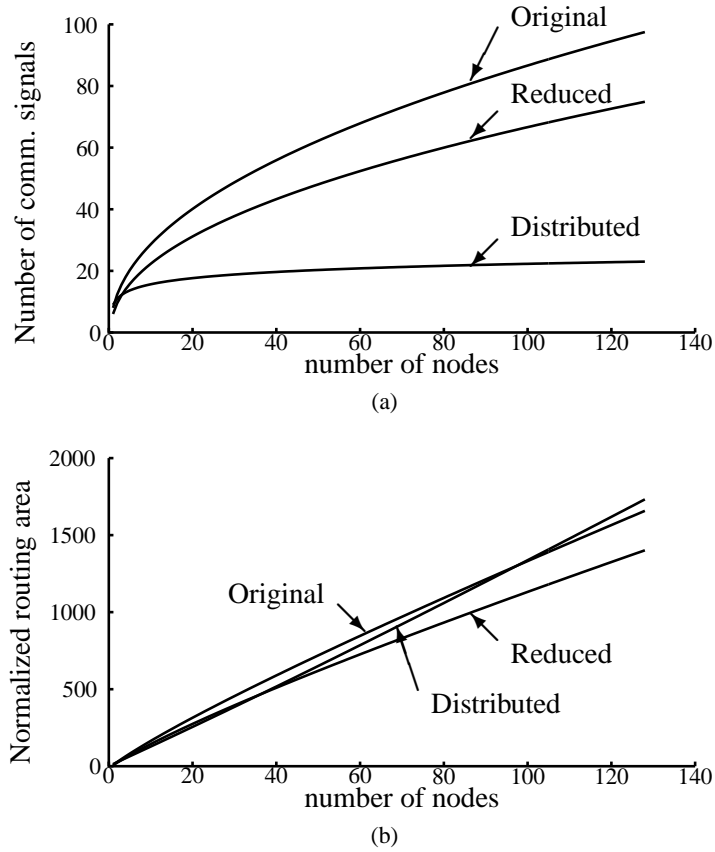 Number of comm. signals
100
80
60
40
20
0
Original
Reduced
Distributed
0 20 40 60 80 100 120 140
number of nodes
(a)
Normalized routing area
2000
1500
1000
500
0
Original
Reduced
Distributed
0 20 40 60 80 100 120 140
number of nodes
(b)